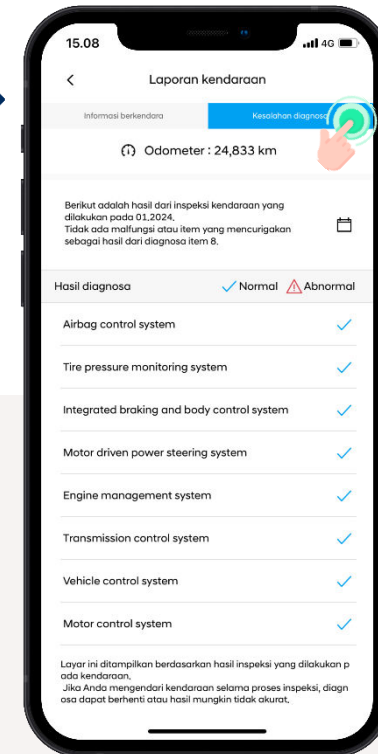 15.08
4G
Laporan kendaraan
Informasi berkendara
Kesalahan diagnosa
Odometer : 24,833 km
Berikut adalah hasil dari inspeksi kendaraan yang
dilakukan pada 01,2024,
Tidak ada malfungsi atau item yang mencurigakan
sebagai hasil dari diagnosa item 8.
Hasil diagnosa
Normal
Abnormal
Airbag control system
Tire pressure monitoring system
Integrated braking and body control system
Motor driven power steering system
Engine management system
Transmission control system
Vehicle control system
Motor control system
Layar ini ditampilkan berdasarkan hasil inspeksi yang dilakukan p
ada kendaraan,
Jika Anda mengendari kendaraan selama proses inspeksi, diagn
osa dapat berhenti atau hasil mungkin tidak akurat,